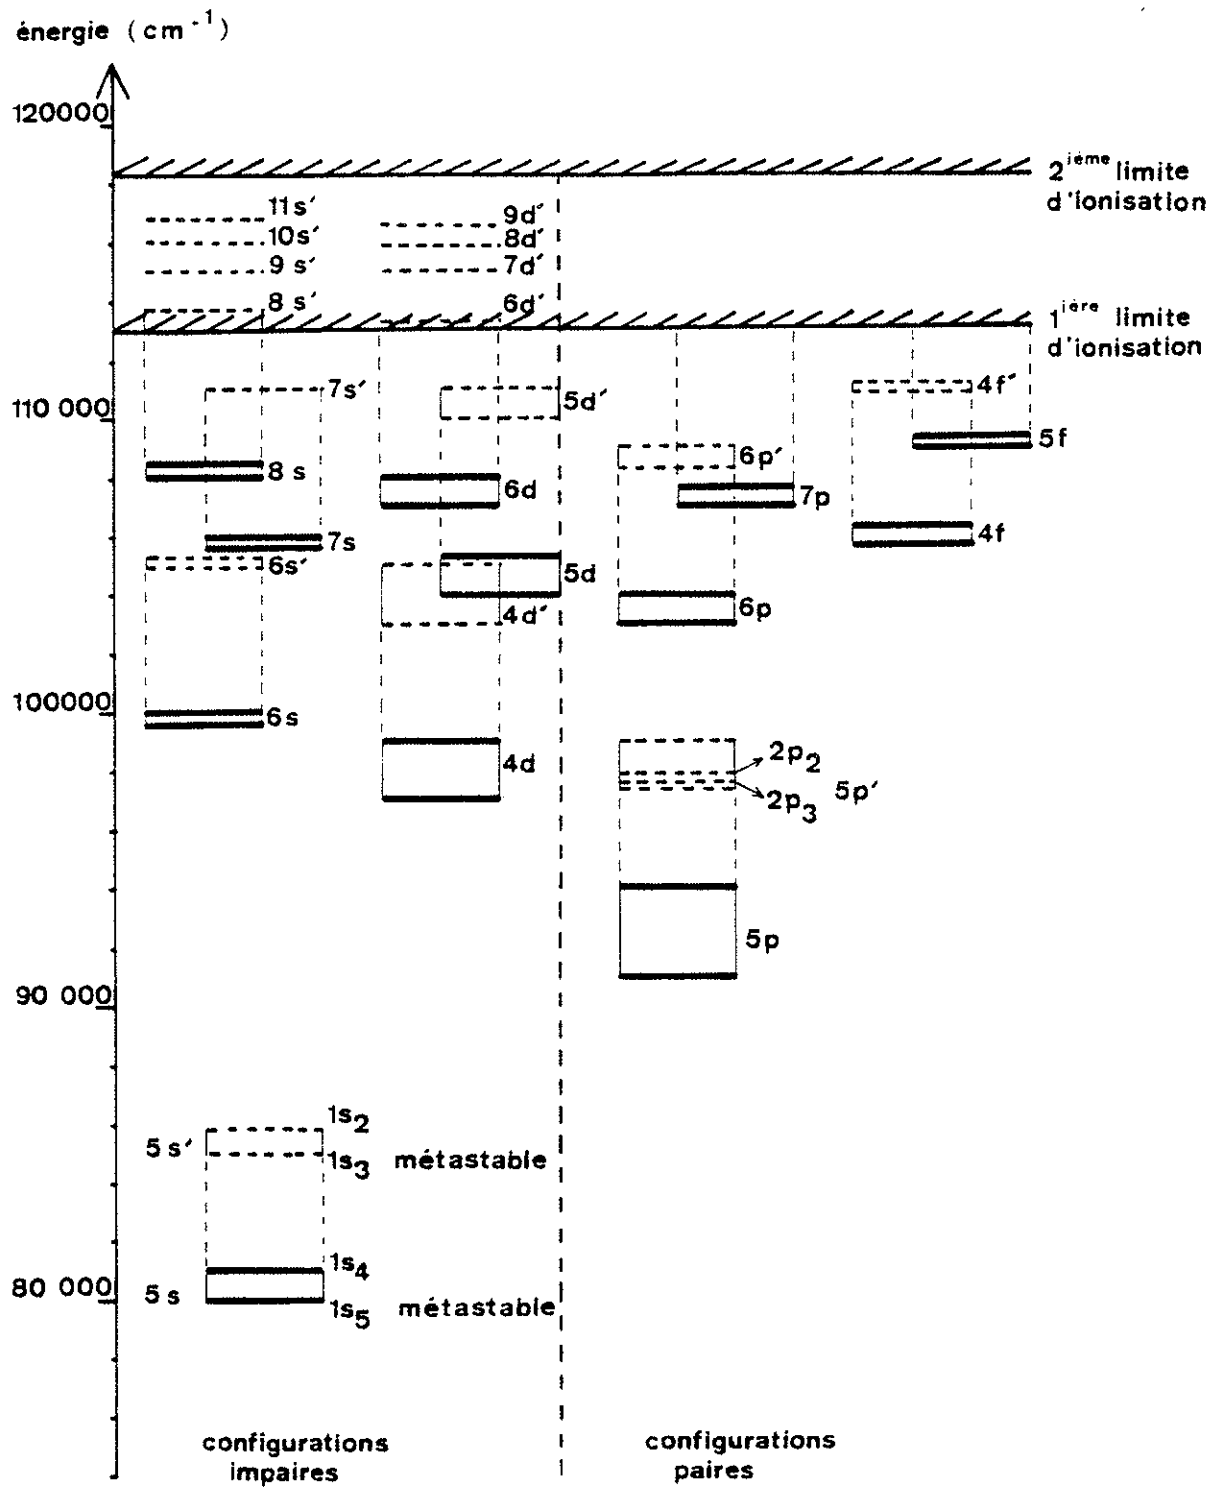 énergie (cm⁻¹)
120000
2ième limite
d'ionisation
11s′
10s′
9 s′
8 s′
9d′
8d′
7d′
6d′
1ière limite
d'ionisation
110 000
7s′
5d′
4f′
6p′
5f
8 s
6d
7p
7s
4f
6s′
5d
4d′
6p
100000
6s
4d
2p2
2p3
5p′
5p
90 000
5 s′
1s2
1s3 métastable
80 000
5 s
1s4
1s5 métastable
configurations
impaires
configurations
paires